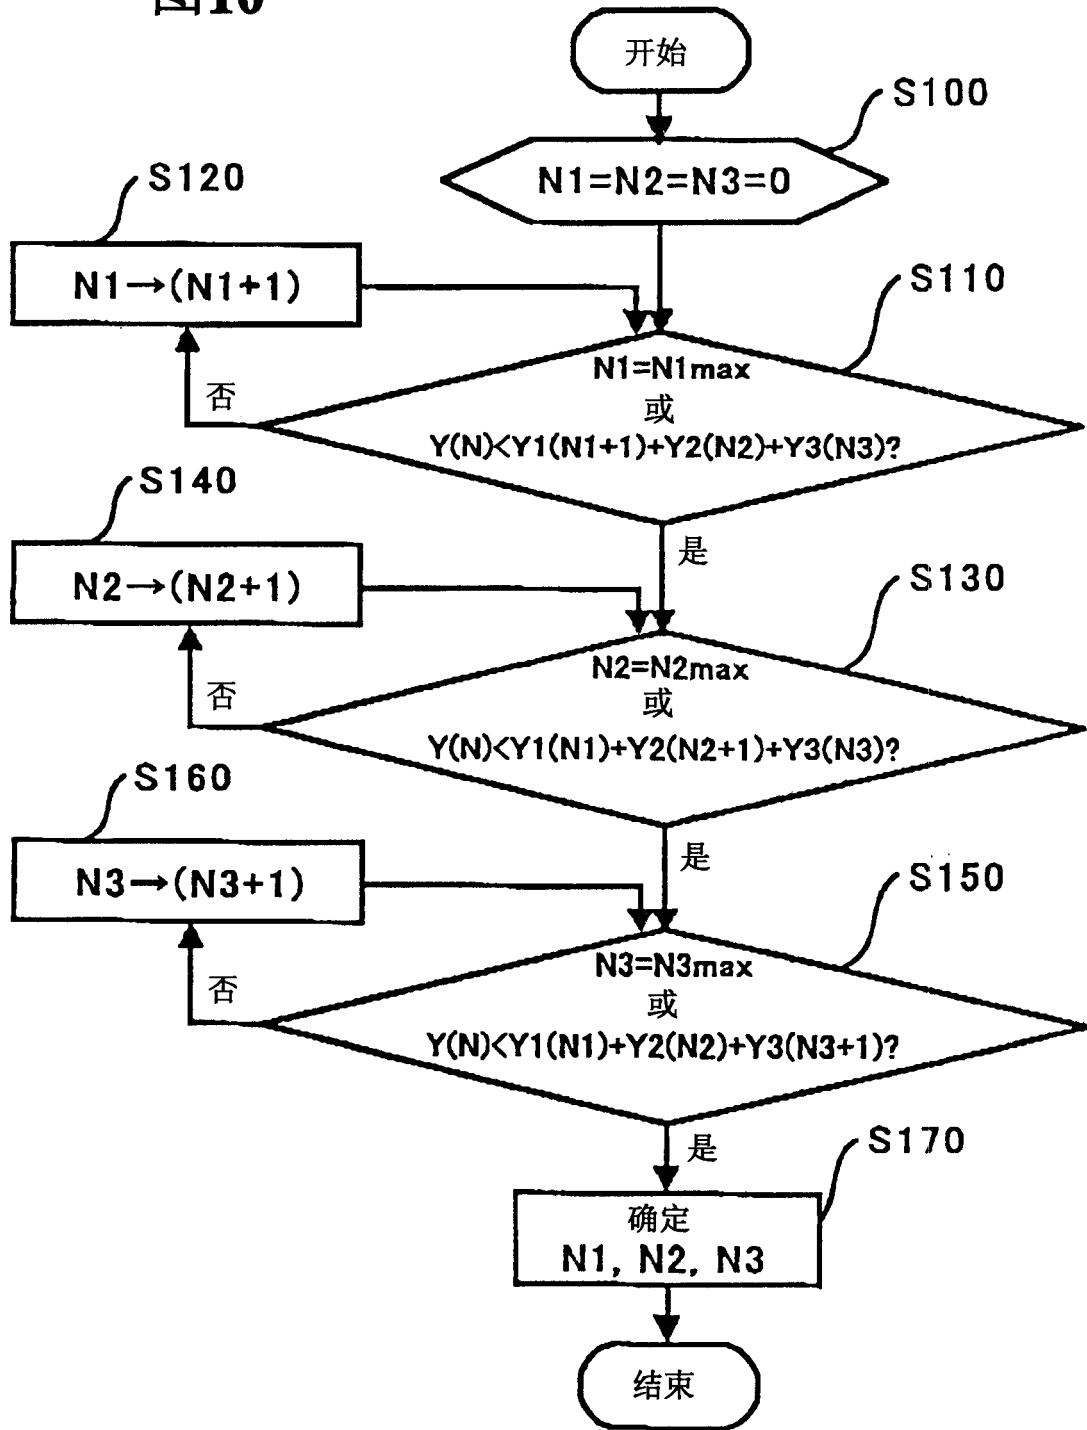 图10
开始
S100
N1=N2=N3=0
S120
N1→(N1+1)
S110
N1=N1max
或
Y(N)<Y1(N1+1)+Y2(N2)+Y3(N3)?
否
是
S140
N2→(N2+1)
S130
N2=N2max
或
Y(N)<Y1(N1)+Y2(N2+1)+Y3(N3)?
否
是
S160
N3→(N3+1)
S150
N3=N3max
或
Y(N)<Y1(N1)+Y2(N2)+Y3(N3+1)?
否
是
S170
确定
N1, N2, N3
结束